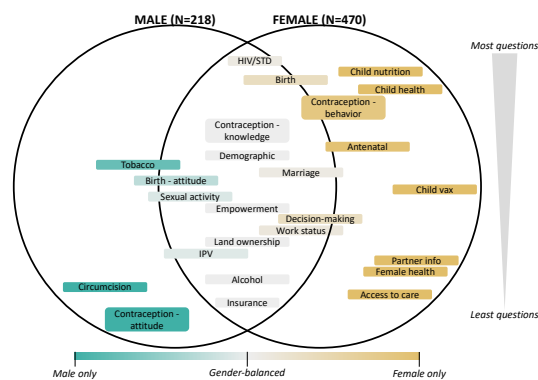 MALE (N=218)
FEMALE (N=470)
Most questions
HIV/STD
Child nutrition
Birth
Child health
Contraception -
behavior
Contraception -
knowledge
Antenatal
Demographic
Tobacco
Marriage
Birth - attitude
Child vax
Sexual activity
Empowerment
Decision-making
Work status
Land ownership
IPV
Partner info
Female health
Alcohol
Circumcision
Access to care
Insurance
Contraception -
attitude
Least questions
Male only
Gender-balanced
Female only